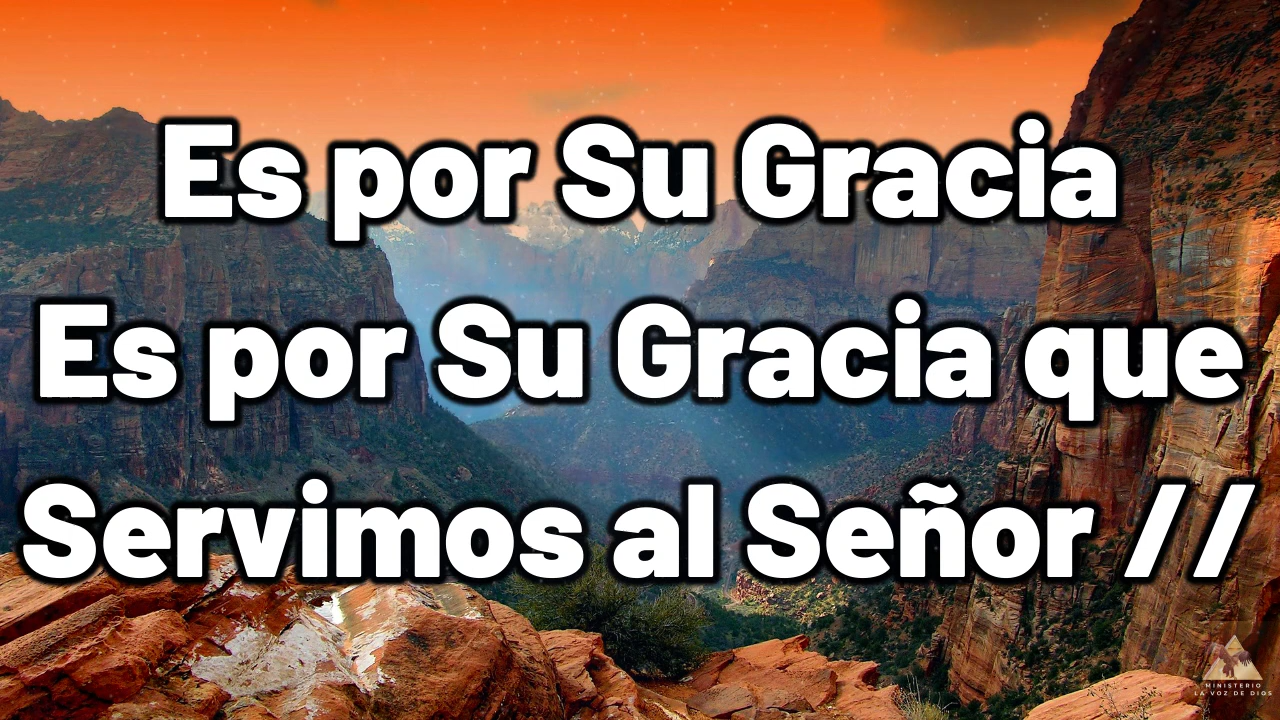 Es por Su Gracia
Es por Su Gracia que
Servimos al Señor //
MINISTERIO
LA VOZ DE DIOS